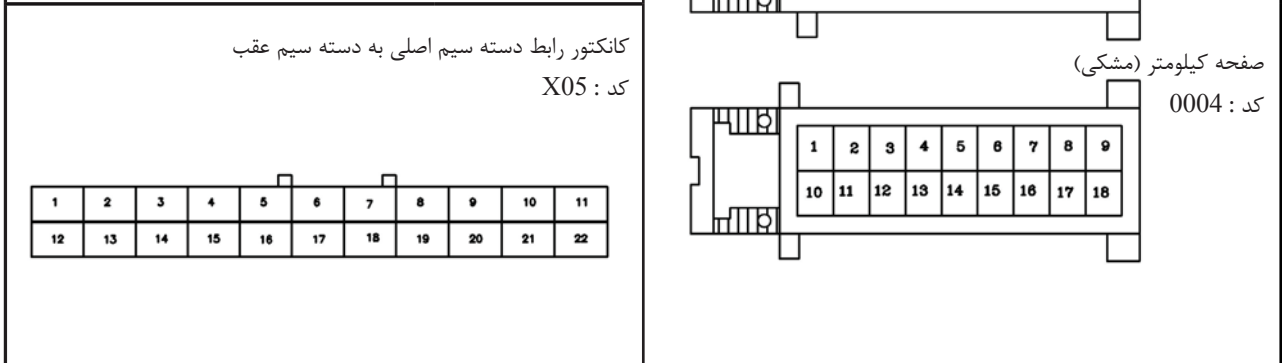 صفحه کیلومتر (مشکی)
کد : 0004
1 2 3 4 5 6 7 8 9
10 11 12 13 14 15 16 17 18
کانکتور رابط دسته سیم اصلی به دسته سیم عقب
کد : X05
1 2 3 4 5 6 7 8 9 10 11
12 13 14 15 16 17 18 19 20 21 22